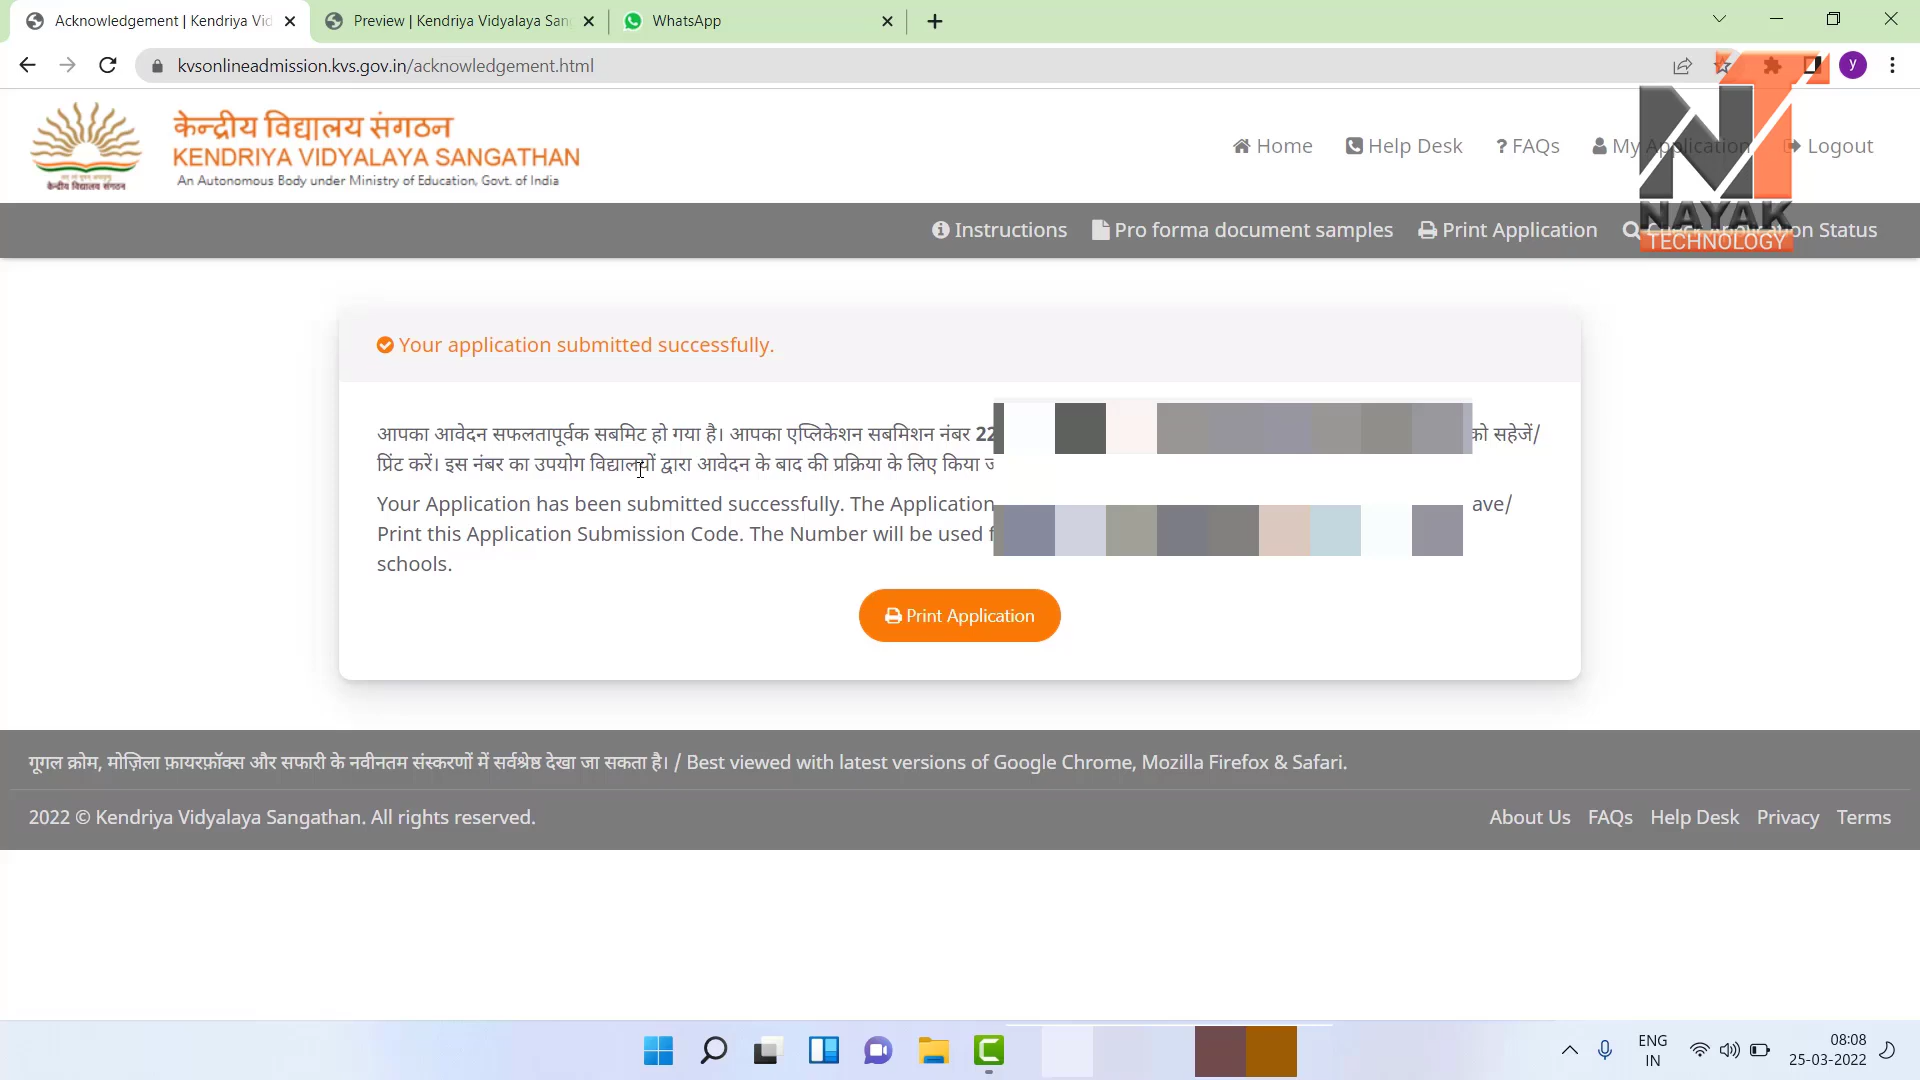 Acknowledgement | Kendriya Vid
Preview | Kendriya Vidyalaya San
WhatsApp
kvsonlineadmission.kvs.gov.in/acknowledgement.html
y
केन्द्रीय विद्यालय संगठन
KENDRIYA VIDYALAYA SANGATHAN
An Autonomous Body under Ministry of Education, Govt. of India
केन्द्रीय विद्यालय संगठन
Home
Help Desk
? FAQs
My Application
Logout
NAYAK
TECHNOLOGY
Instructions
Pro forma document samples
Print Application
on Status
Your application submitted successfully.
आपका आवेदन सफलतापूर्वक सबमिट हो गया है। आपका एप्लिकेशन सबमिशन नंबर 22 को सहेजें/
प्रिंट करें। इस नंबर का उपयोग विद्यालयों द्वारा आवेदन के बाद की प्रक्रिया के लिए किया
Your Application has been submitted successfully. The Application ave/
Print this Application Submission Code. The Number will be used
schools.
Print Application
गूगल क्रोम, मोज़िला फ़ायरफ़ॉक्स और सफारी के नवीनतम संस्करणों में सर्वश्रेष्ठ देखा जा सकता है। / Best viewed with latest versions of Google Chrome, Mozilla Firefox & Safari.
2022 © Kendriya Vidyalaya Sangathan. All rights reserved.
About Us
FAQs
Help Desk
Privacy
Terms
ENG
IN
08:08
25-03-2022